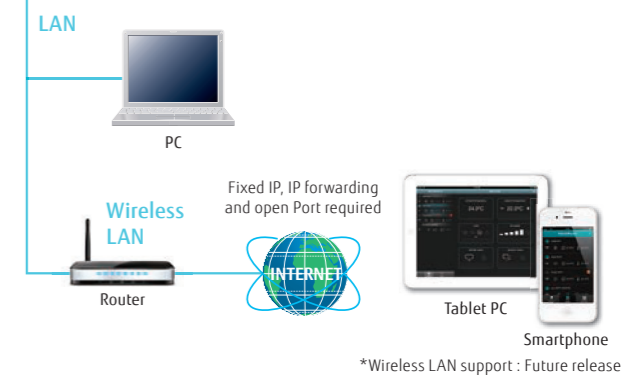 LAN
PC
Fixed IP, IP forwarding
and open Port required
Wireless
LAN
INTERNET
Router
Tablet PC
Smartphone
*Wireless LAN support : Future release